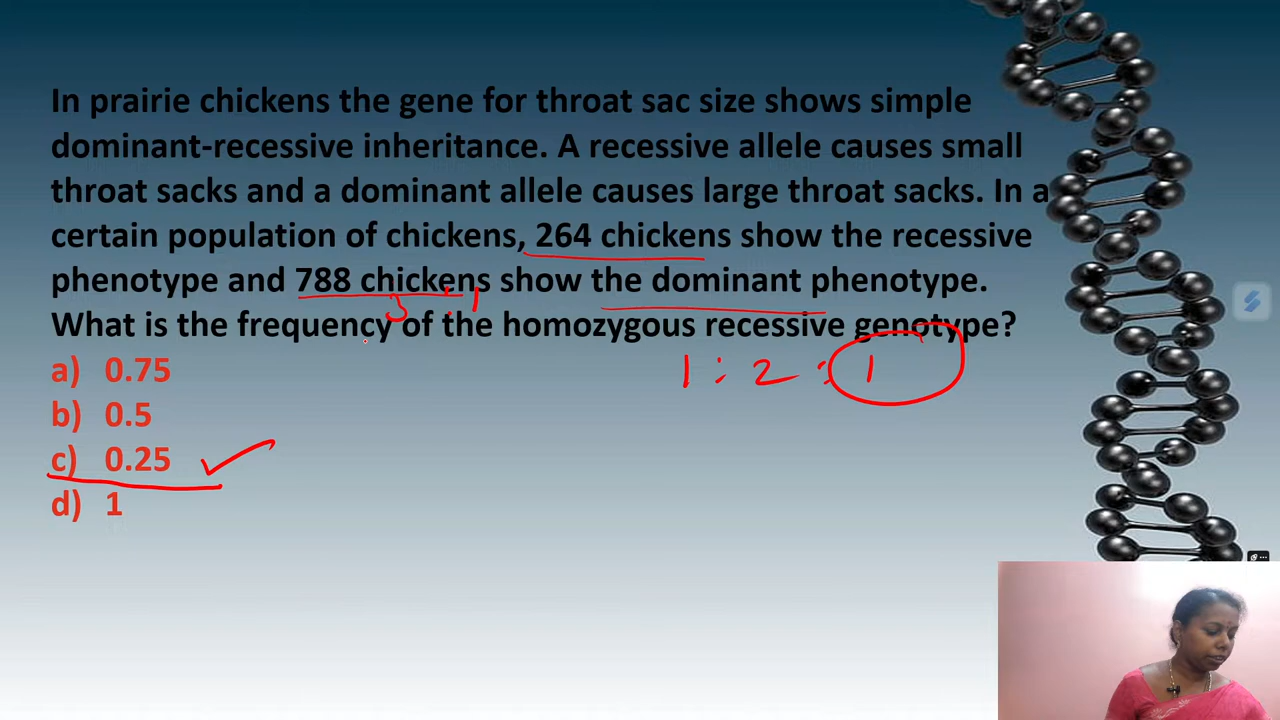 In prairie chickens the gene for throat sac size shows simple
dominant-recessive inheritance. A recessive allele causes small
throat sacks and a dominant allele causes large throat sacks. In a
certain population of chickens, 264 chickens show the recessive
phenotype and 788 chickens show the dominant phenotype.
3 : 1
What is the frequency of the homozygous recessive genotype?
a) 0.75
1 : 2 : 1
b) 0.5
c) 0.25
d) 1